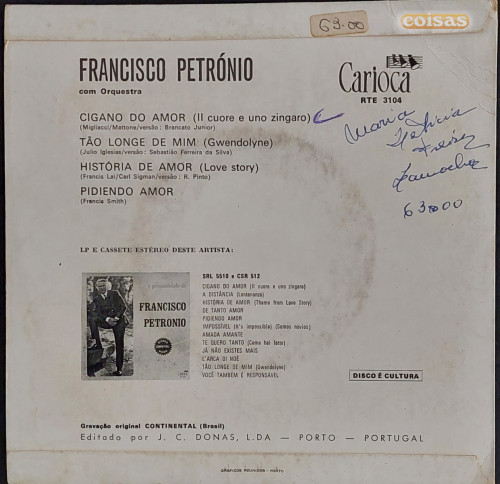 63.00
coisas
FRANCISCO PETRÓNIO
com Orquestra
Carioca
RTE 3104
CIGANO DO AMOR (Il cuore e uno zingaro)
(Migliacci/Mattone/versão: Brancato Junior)
TÃO LONGE DE MIM (Gwendolyne)
(Julio Iglesias/versão: Sebastião Ferreira da Silva)
HISTÓRIA DE AMOR (Love story)
(Francis Lai/Carl Sigman/versão: R. Pinto)
PIDIENDO AMOR
(Francis Smith)
Maria
63.00
LP E CASSETE ESTÉREO DESTE ARTISTA:
FRANCISCO
PETRONIO
SRL 5510 e CSR 512
CIGANO DO AMOR (Il cuore e uno zingaro)
A DISTÂNCIA (Lontananza)
HISTÓRIA DE AMOR (Theme from Love Story)
DE TANTO AMOR
PIDIENDO AMOR
IMPOSSÍVEL (It's impossible) (Somos novios)
AMADA AMANTE
TE QUERO TANTO (Come hai fatto)
JÁ NÃO EXISTES MAIS
L'ARCA DI NOÉ
TÃO LONGE DE MIM (Gwendolyne)
VOCÊ TAMBÉM É RESPONSÁVEL
DISCO É CULTURA
Gravação original CONTINENTAL (Brasil)
Editado por J. C. DONAS, L.DA — PORTO — PORTUGAL